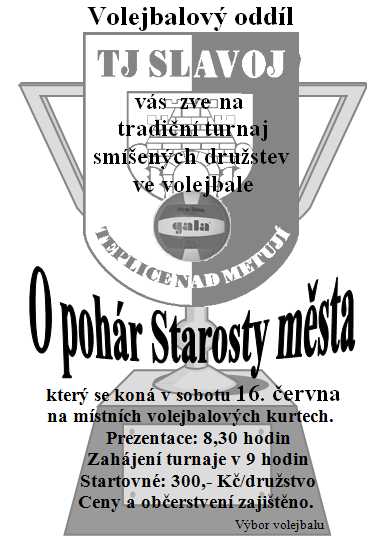 Volejbalový oddíl
TJ SLAVOJ
vás zve na
tradiční turnaj
smíšených družstev
ve volejbale
gala
TEPLICE NAD METUJÍ
O pohár Starosty města
který se koná v sobotu 16. června
na místních volejbalových kurtech.
Prezentace: 8,30 hodin
Zahájení turnaje v 9 hodin
Startovné: 300,- Kč/družstvo
Ceny a občerstvení zajištěno.
Výbor volejbalu